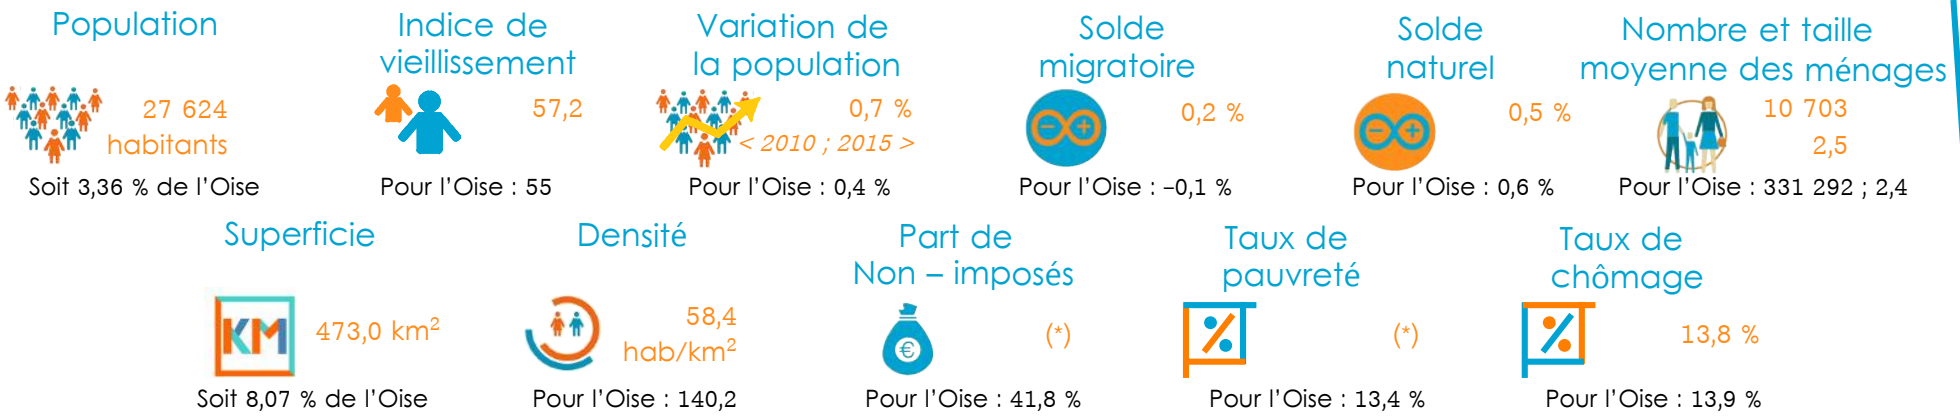 Population
27 624
habitants
Soit 3,36 % de l’Oise
Indice de
vieillissement
57,2
Pour l’Oise : 55
Variation de
la population
0,7 %
< 2010 ; 2015 >
Pour l’Oise : 0,4 %
Solde
migratoire
0,2 %
Pour l’Oise : –0,1 %
Solde
naturel
0,5 %
Pour l’Oise : 0,6 %
Nombre et taille
moyenne des ménages
10 703
2,5
Pour l’Oise : 331 292 ; 2,4
Superficie
KM
473,0 km²
Soit 8,07 % de l’Oise
Densité
58,4
hab/km²
Pour l’Oise : 140,2
Part de
Non – imposés
€
(*)
Pour l’Oise : 41,8 %
Taux de
pauvreté
%
(*)
Pour l’Oise : 13,4 %
Taux de
chômage
%
13,8 %
Pour l’Oise : 13,9 %